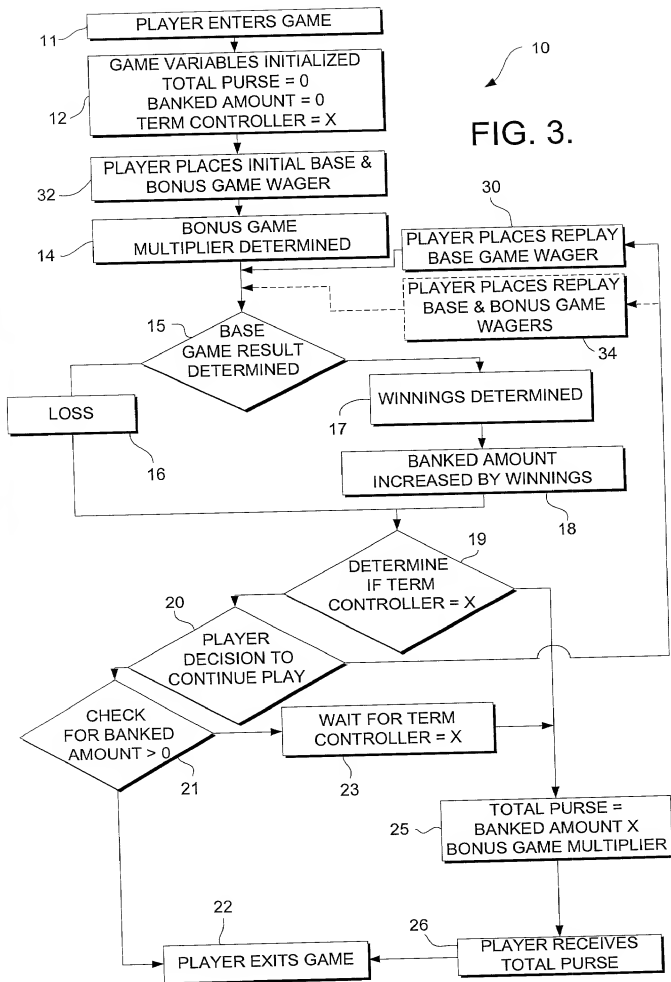 PLAYER ENTERS GAME
11
10
GAME VARIABLES INITIALIZED
TOTAL PURSE = 0
BANKED AMOUNT = 0
TERM CONTROLLER = X
12
FIG. 3.
PLAYER PLACES INITIAL BASE &
BONUS GAME WAGER
32
BONUS GAME
MULTIPLIER DETERMINED
14
30
PLAYER PLACES REPLAY
BASE GAME WAGER
PLAYER PLACES REPLAY
BASE & BONUS GAME
WAGERS
34
15
BASE
GAME RESULT
DETERMINED
LOSS
16
WINNINGS DETERMINED
17
BANKED AMOUNT
INCREASED BY WINNINGS
18
19
DETERMINE
IF TERM
CONTROLLER = X
20
PLAYER
DECISION TO
CONTINUE PLAY
CHECK
FOR BANKED
AMOUNT > 0
21
WAIT FOR TERM
CONTROLLER = X
23
TOTAL PURSE =
BANKED AMOUNT X
BONUS GAME MULTIPLIER
25
22
PLAYER EXITS GAME
26
PLAYER RECEIVES
TOTAL PURSE